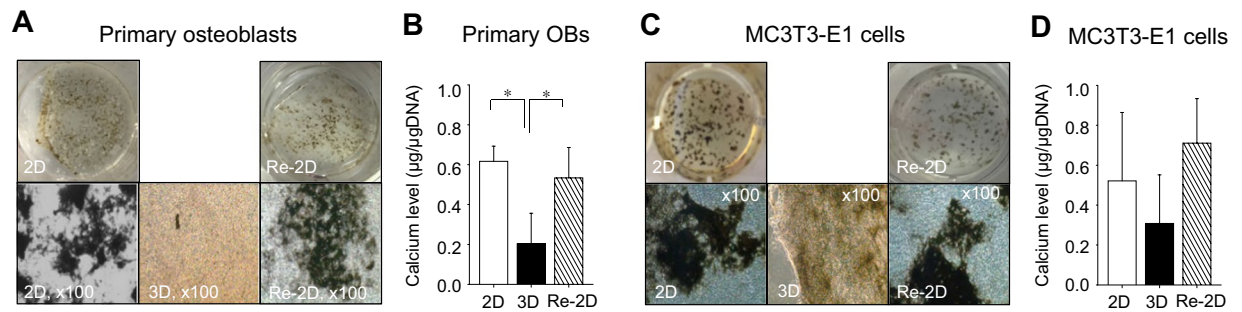 A
Primary osteoblasts
2D
Re-2D
2D, x100
3D, x100
Re-2D, x100
B
Primary OBs
Calcium level (µg/µgDNA)
1.0
0.8
0.6
0.4
0.2
0.0
* *
2D 3D Re-2D
C
MC3T3-E1 cells
2D
Re-2D
x100
x100
x100
2D
3D
Re-2D
D
MC3T3-E1 cells
Calcium level (µg/µgDNA)
1.0
0.8
0.6
0.4
0.2
0.0
2D 3D Re-2D